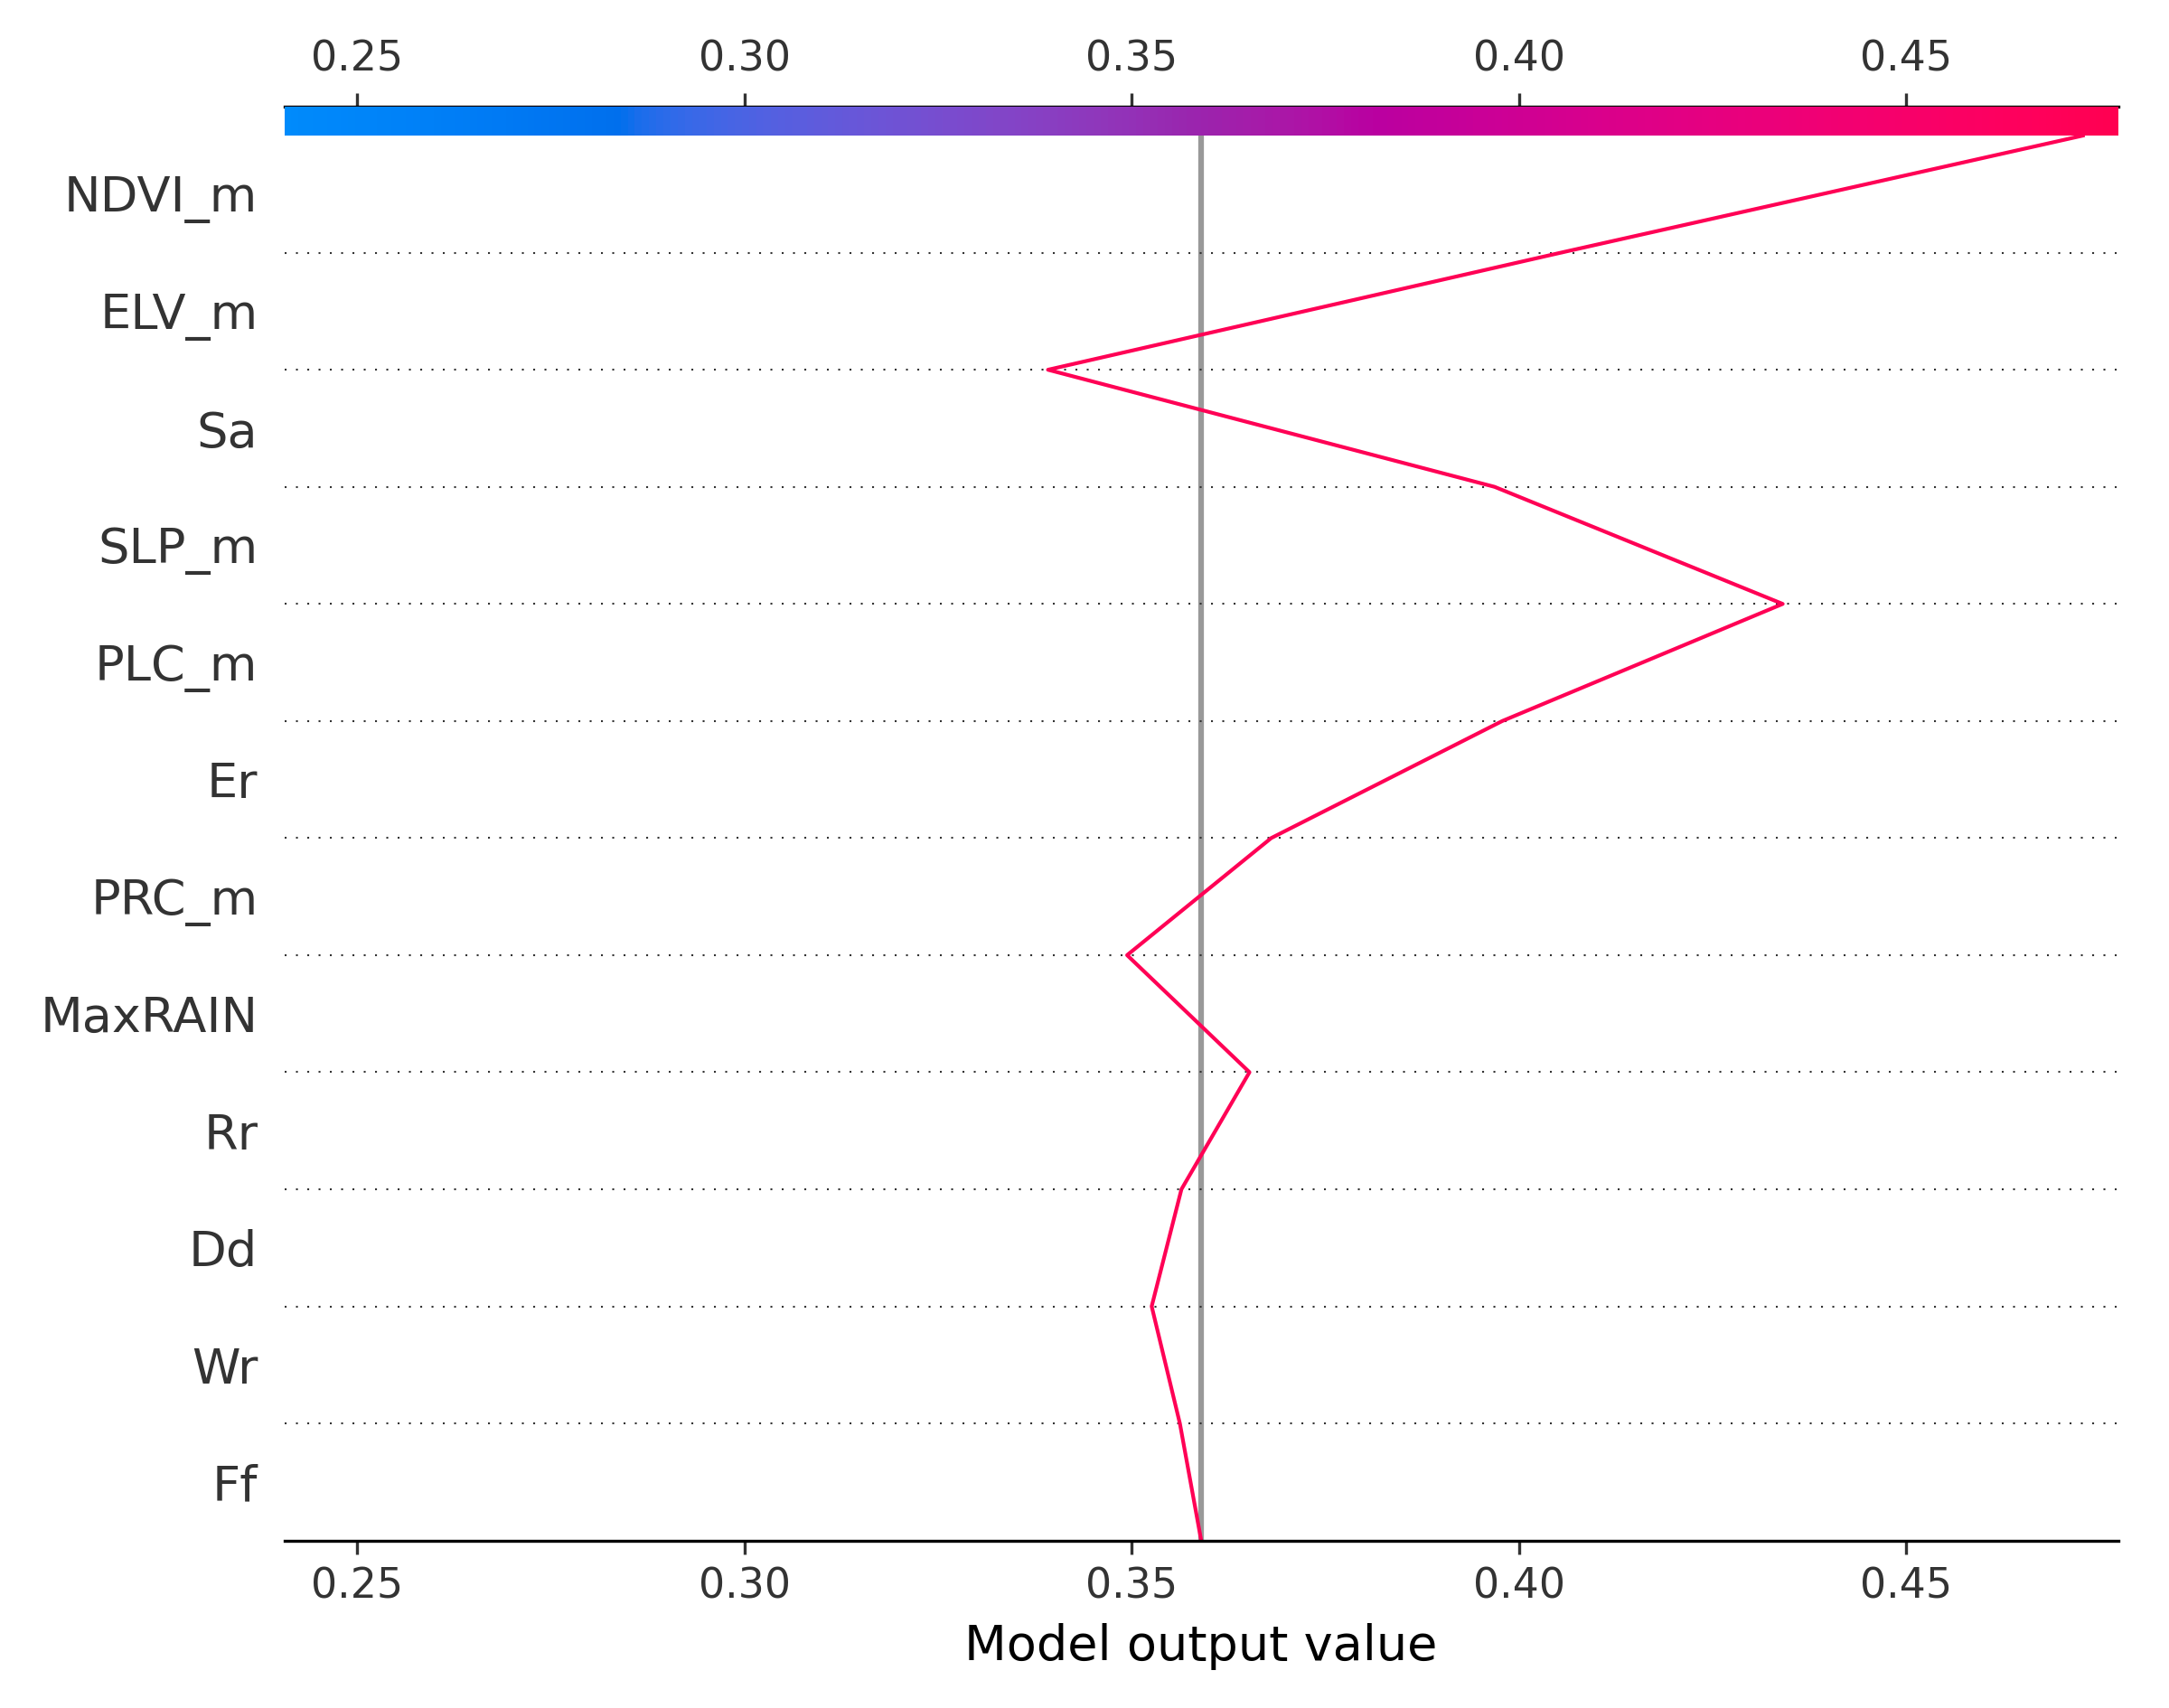 0.25 0.30 0.35 0.40 0.45
NDVI_m
ELV_m
Sa
SLP_m
PLC_m
Er
PRC_m
MaxRAIN
Rr
Dd
Wr
Ff
0.25 0.30 0.35 0.40 0.45
Model output value